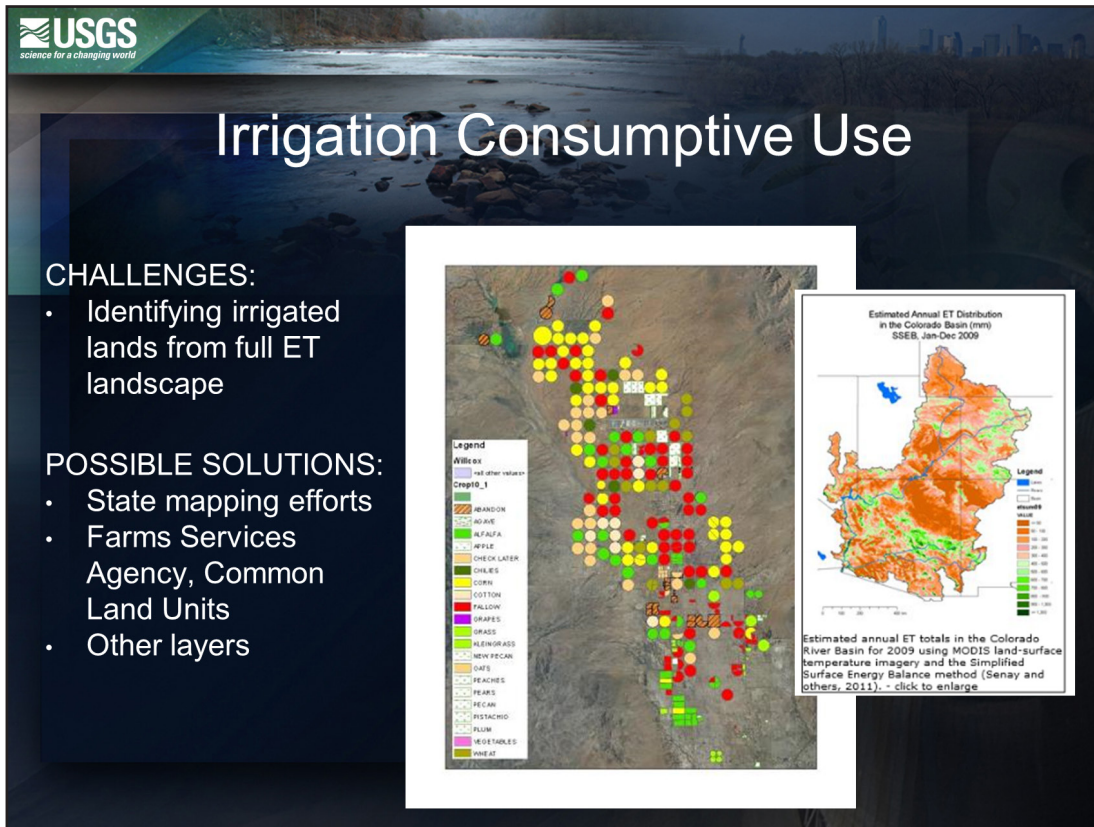 USGS
science for a changing world
Irrigation Consumptive Use
CHALLENGES:
• Identifying irrigated
lands from full ET
landscape
POSSIBLE SOLUTIONS:
• State mapping efforts
• Farms Services
Agency, Common
Land Units
• Other layers
Legend
Willcox
<all other values>
Crop10_1
ABANDON
AGAVE
ALFALFA
APPLE
CHECK LATER
CHILIES
CORN
COTTON
FALLOW
GRAPES
GRASS
KLEINGRASS
NEW PECAN
OATS
PEACHES
PEARS
PECAN
PISTACHIO
PLUM
VEGETABLES
WHEAT
Estimated Annual ET Distribution
in the Colorado Basin (mm)
SSEB, Jan-Dec 2009
Legend
VALUE
Estimated annual ET totals in the Colorado
River Basin for 2009 using MODIS land-surface
temperature imagery and the Simplified
Surface Energy Balance method (Senay and
others, 2011). - click to enlarge